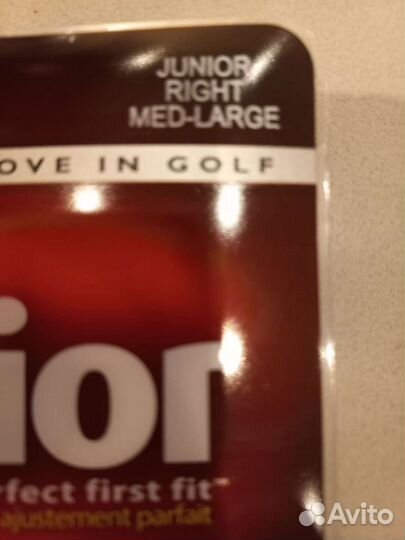 JUNIOR
RIGHT
MED-LARGE
OVE IN GOLF
ior
rfect first fit™
ajustement parfait
Avito